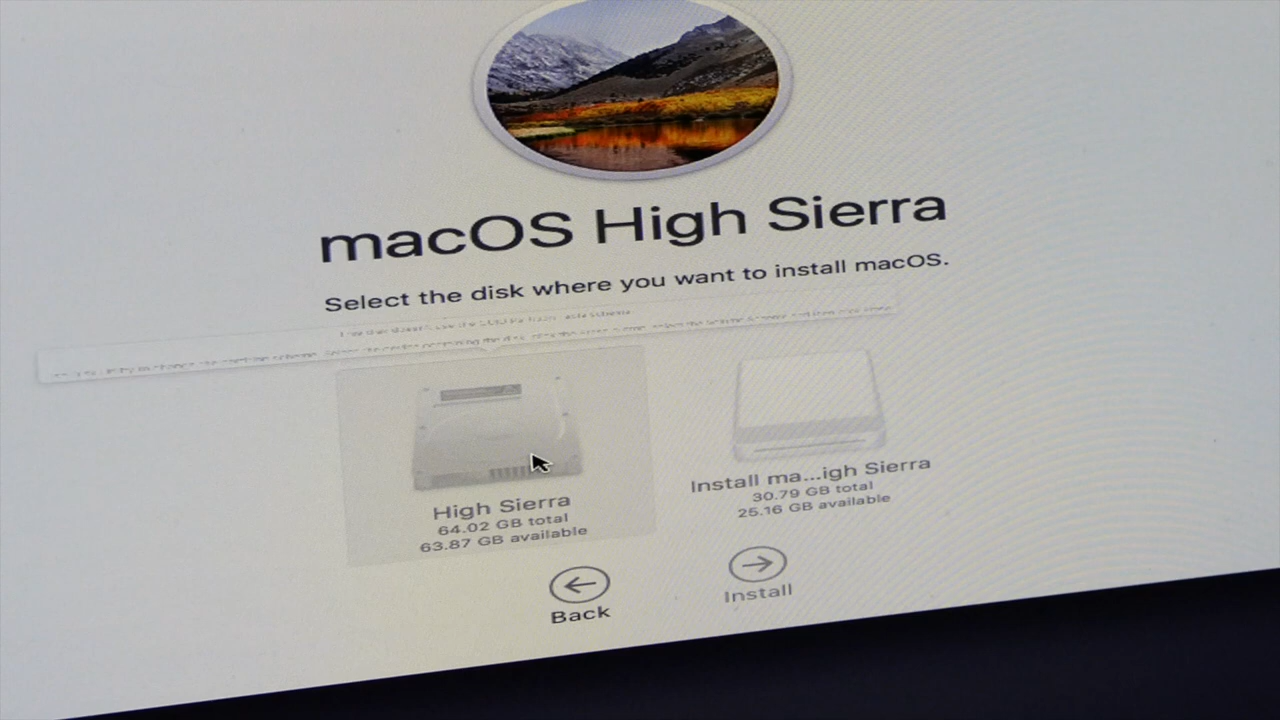 macOS High Sierra
Select the disk where you want to install macOS.
High Sierra
64.02 GB total
63.87 GB available
Install ma...igh Sierra
30.79 GB total
25.16 GB available
Back
Install